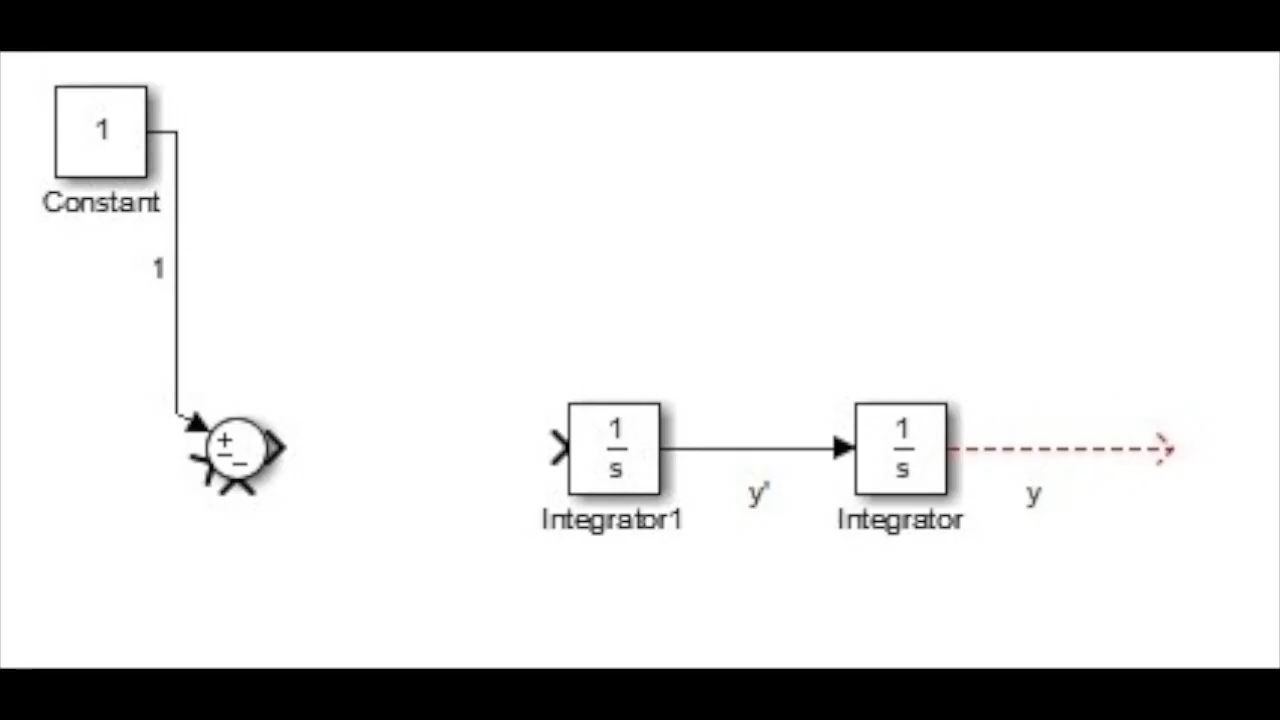 1
Constant
1
+
−
−
1
s
Integrator1
y'
1
s
Integrator
y